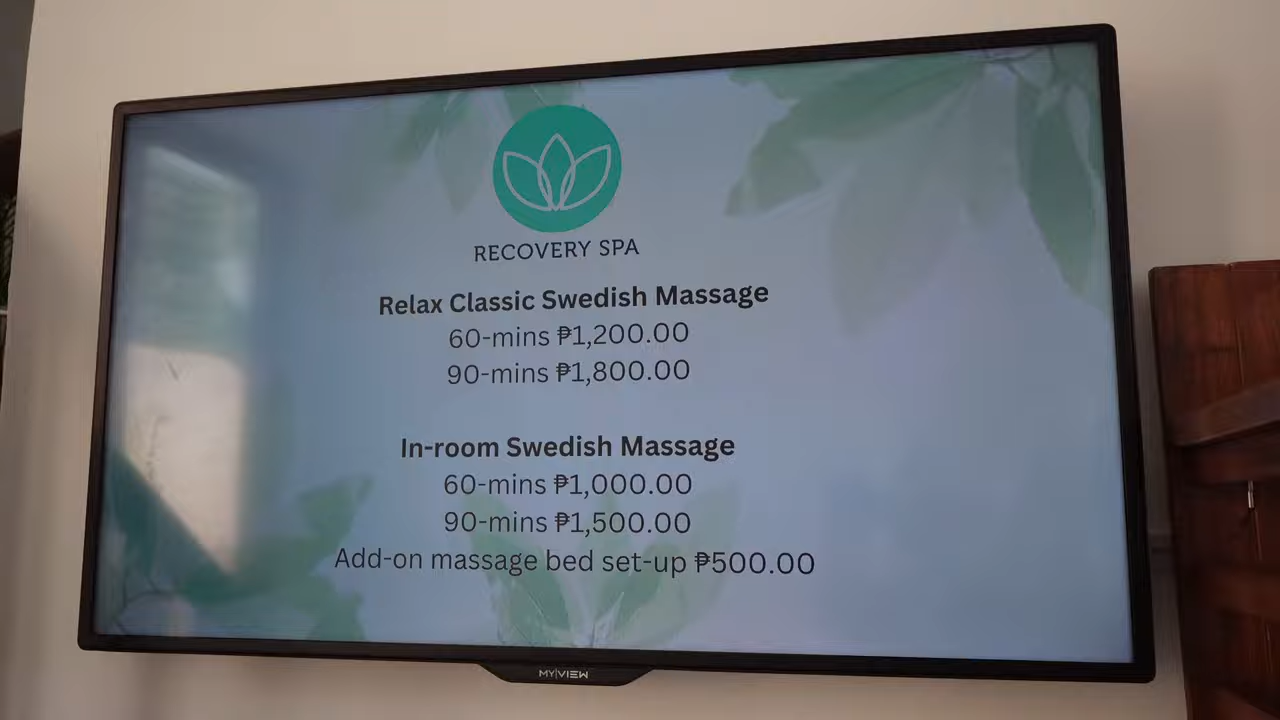 RECOVERY SPA
Relax Classic Swedish Massage
60-mins ₱1,200.00
90-mins ₱1,800.00
In-room Swedish Massage
60-mins ₱1,000.00
90-mins ₱1,500.00
Add-on massage bed set-up ₱500.00
MY|VIEW